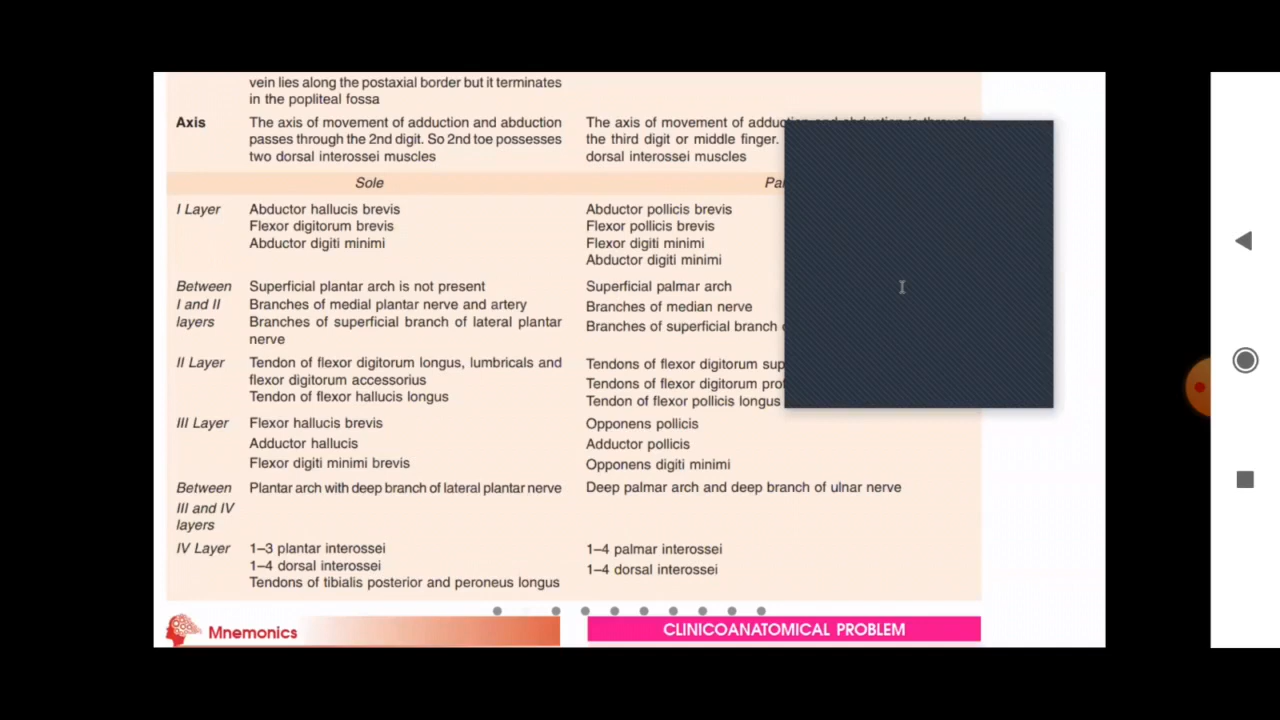 vein lies along the postaxial border but it terminates
in the popliteal fossa
Axis The axis of movement of adduction and abduction The axis of movement of
passes through the 2nd digit. So 2nd toe possesses the third digit or middle finger.
two dorsal interossei muscles dorsal interossei muscles
Sole
I Layer Abductor hallucis brevis Abductor pollicis brevis
Flexor digitorum brevis Flexor pollicis brevis
Abductor digiti minimi Flexor digiti minimi
Abductor digiti minimi
Between Superficial plantar arch is not present Superficial palmar arch
I and II Branches of medial plantar nerve and artery Branches of median nerve
layers Branches of superficial branch of lateral plantar Branches of superficial branch
nerve
II Layer Tendon of flexor digitorum longus, lumbricals and Tendons of flexor digitorum
flexor digitorum accessorius Tendons of flexor digitorum
Tendon of flexor hallucis longus Tendon of flexor pollicis longus
III Layer Flexor hallucis brevis Opponens pollicis
Adductor hallucis Adductor pollicis
Flexor digiti minimi brevis Opponens digiti minimi
Between Plantar arch with deep branch of lateral plantar nerve Deep palmar arch and deep branch of ulnar nerve
III and IV
layers
IV Layer 1–3 plantar interossei 1–4 palmar interossei
1–4 dorsal interossei 1–4 dorsal interossei
Tendons of tibialis posterior and peroneus longus
Mnemonics CLINICOANATOMICAL PROBLEM